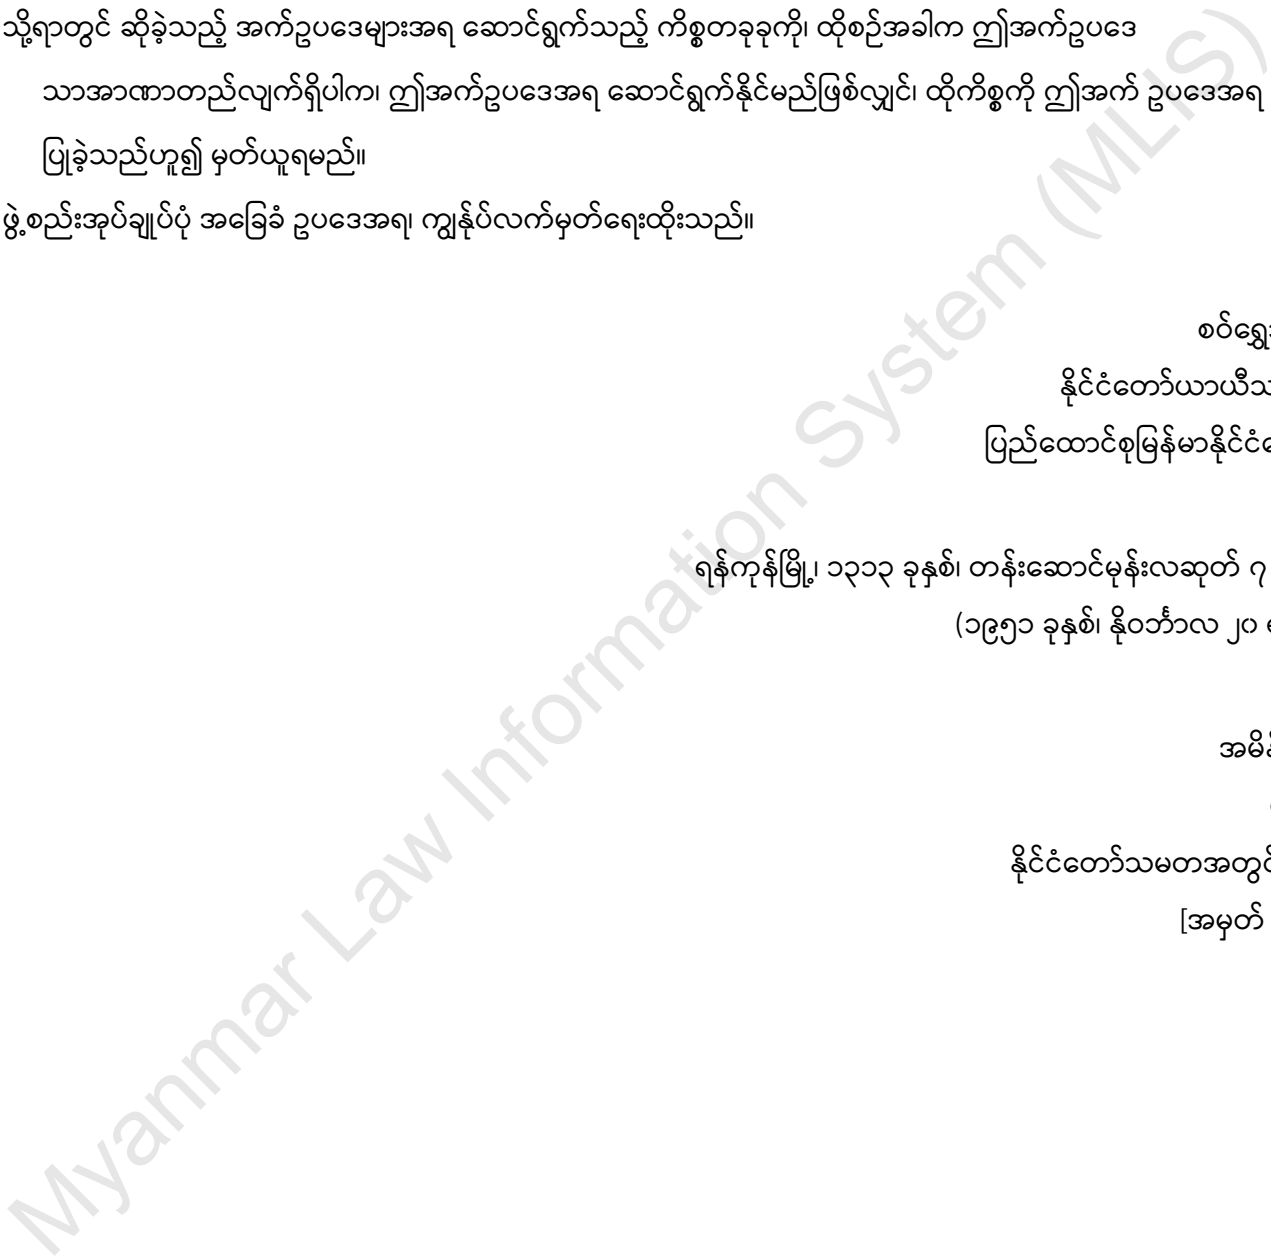 သို့ရာတွင် ဆိုခဲ့သည့် အက်ဥပဒေများအရ ဆောင်ရွက်သည့် ကိစ္စတခုခုကို၊ ထိုစဉ်အခါက ဤအက်ဥပဒေ
သာအာဏာတည်လျက်ရှိပါက၊ ဤအက်ဥပဒေအရ ဆောင်ရွက်နိုင်မည်ဖြစ်လျှင်၊ ထိုကိစ္စကို ဤအက် ဥပဒေအရ
ပြုခဲ့သည်ဟူ၍ မှတ်ယူရမည်။
ဖွဲ့စည်းအုပ်ချုပ်ပုံ အခြေခံ ဥပဒေအရ၊ ကျွန်ုပ်လက်မှတ်ရေးထိုးသည်။
စဝ်ရွှေ
နိုင်ငံတော်ယာယီသ
ပြည်ထောင်စုမြန်မာနိုင်ငံ
ရန်ကုန်မြို့၊ ၁၃၁၃ ခုနှစ်၊ တန်ဆောင်မုန်းလဆုတ် ၇
(၁၉၅၁ ခုနှစ်၊ နိုဝင်္ဘာလ ၂၀
အမိန့်
နိုင်ငံတော်သမတအတွင်
[အမှတ်
Myanmar Law Information System (MLIS)